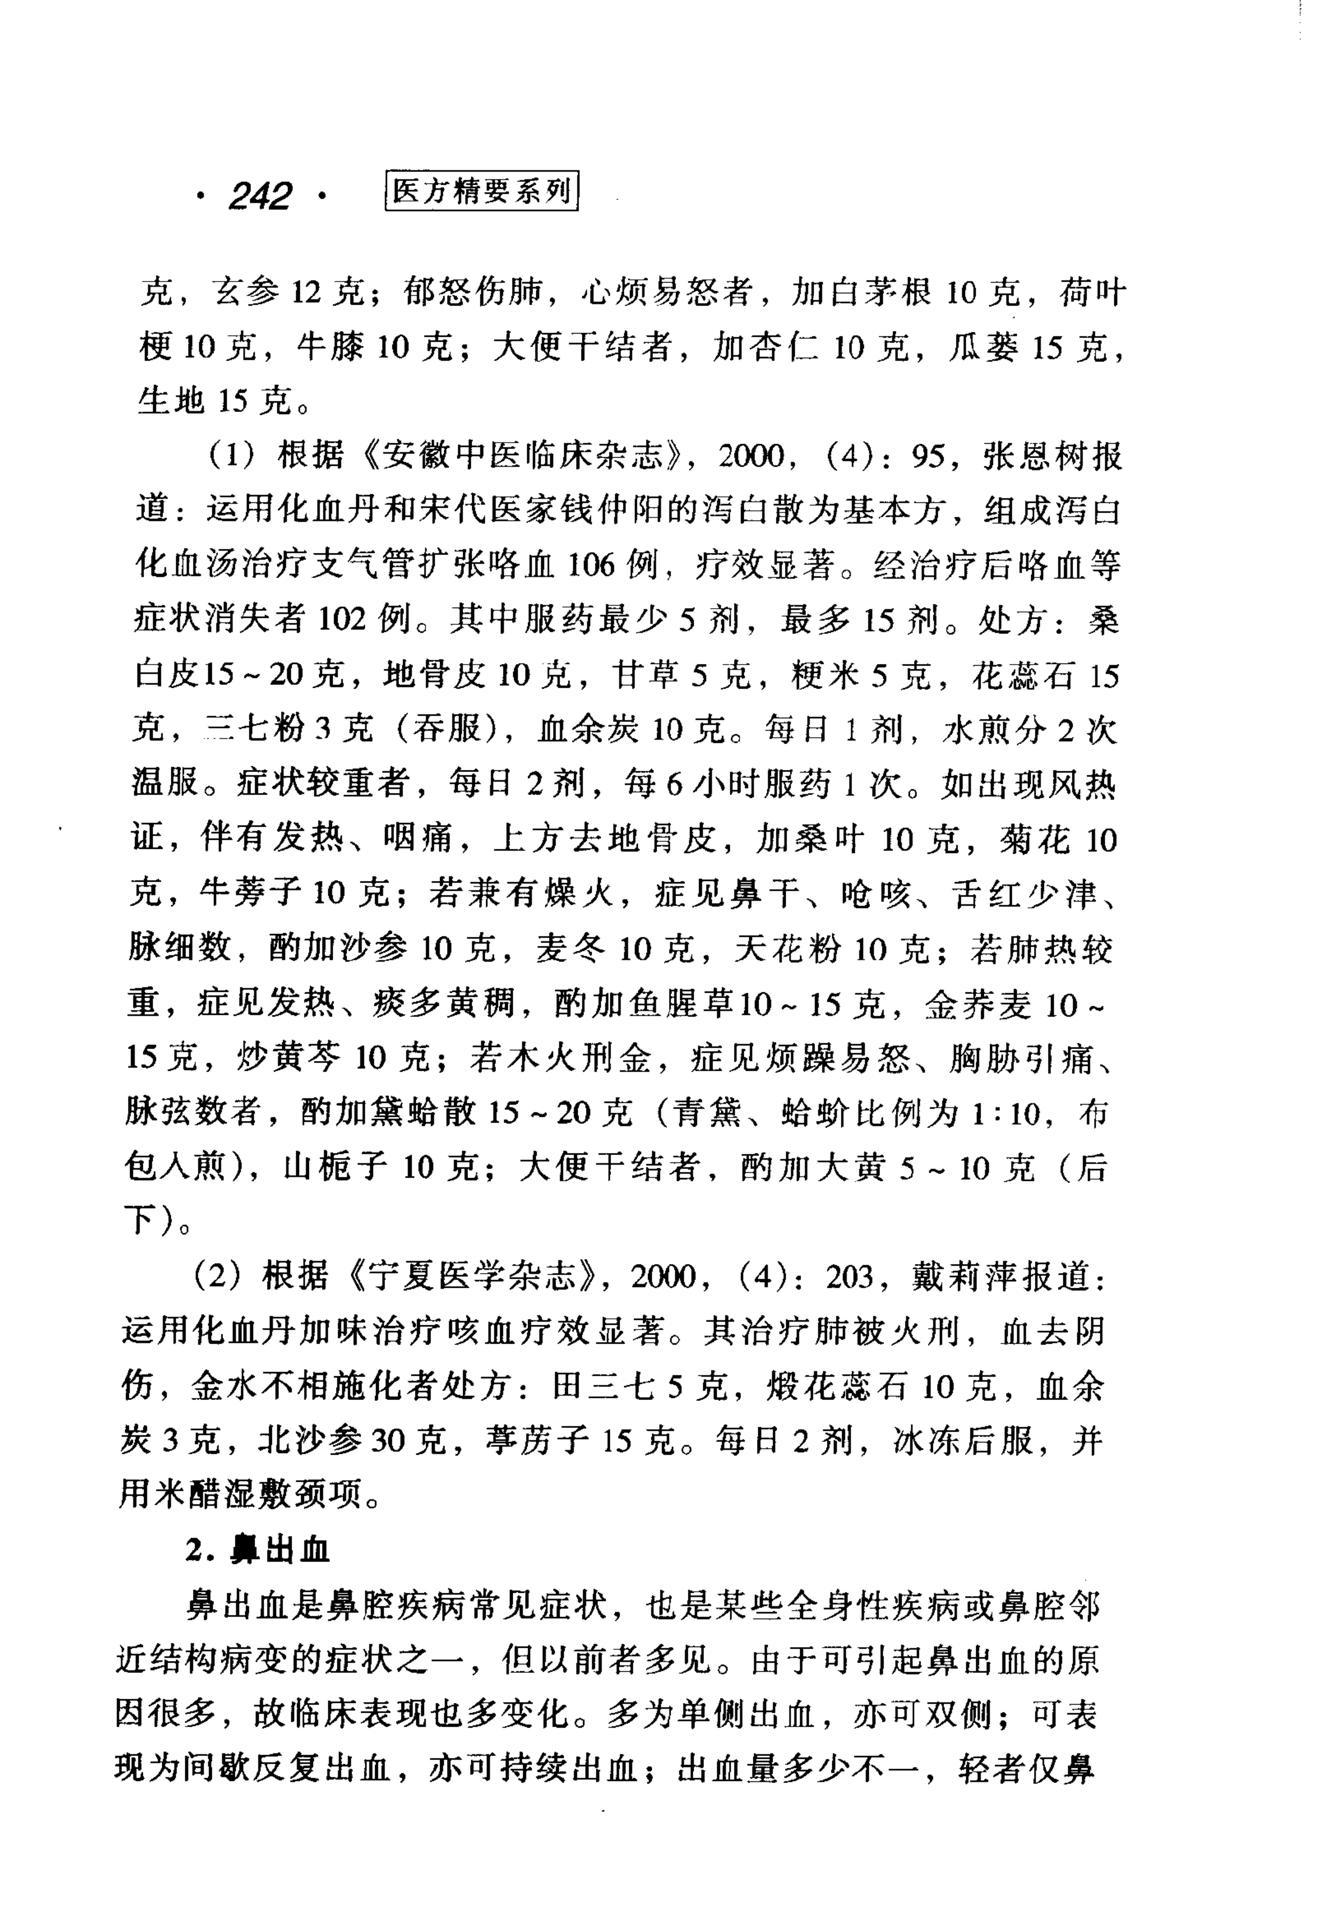 · 242 · 医方精要系列
克，玄参 12 克；郁怒伤肺，心烦易怒者，加白茅根 10 克，荷叶
梗 10 克，牛膝 10 克；大便干结者，加杏仁 10 克，瓜蒌 15 克，
生地 15 克。
（1）根据《安徽中医临床杂志》，2000，（4）：95，张恩树报
道：运用化血丹和宋代医家钱仲阳的泻白散为基本方，组成泻白
化血汤治疗支气管扩张咯血 106 例，疗效显著。经治疗后咯血等
症状消失者 102 例。其中服药最少 5 剂，最多 15 剂。处方：桑
白皮15～20 克，地骨皮 10 克，甘草 5 克，粳米 5 克，花蕊石 15
克，三七粉 3 克（吞服），血余炭 10 克。每日 1 剂，水煎分 2 次
温服。症状较重者，每日 2 剂，每 6 小时服药 1 次。如出现风热
证，伴有发热、咽痛，上方去地骨皮，加桑叶 10 克，菊花 10
克，牛蒡子 10 克；若兼有燥火，症见鼻干、呛咳、舌红少津、
脉细数，酌加沙参 10 克，麦冬 10 克，天花粉 10 克；若肺热较
重，症见发热、痰多黄稠，酌加鱼腥草10～15 克，金荞麦 10～
15 克，炒黄芩 10 克；若木火刑金，症见烦躁易怒、胸胁引痛、
脉弦数者，酌加黛蛤散 15～20 克（青黛、蛤蚧比例为 1∶10，布
包入煎），山栀子 10 克；大便干结者，酌加大黄 5～10 克（后
下）。
（2）根据《宁夏医学杂志》，2000，（4）：203，戴莉萍报道：
运用化血丹加味治疗咳血疗效显著。其治疗肺被火刑，血去阴
伤，金水不相施化者处方：田三七 5 克，煅花蕊石 10 克，血余
炭 3 克，北沙参 30 克，葶苈子 15 克。每日 2 剂，冰冻后服，并
用米醋湿敷颈项。
2. 鼻出血
鼻出血是鼻腔疾病常见症状，也是某些全身性疾病或鼻腔邻
近结构病变的症状之一，但以前者多见。由于可引起鼻出血的原
因很多，故临床表现也多变化。多为单侧出血，亦可双侧；可表
现为间歇反复出血，亦可持续出血；出血量多少不一，轻者仅鼻